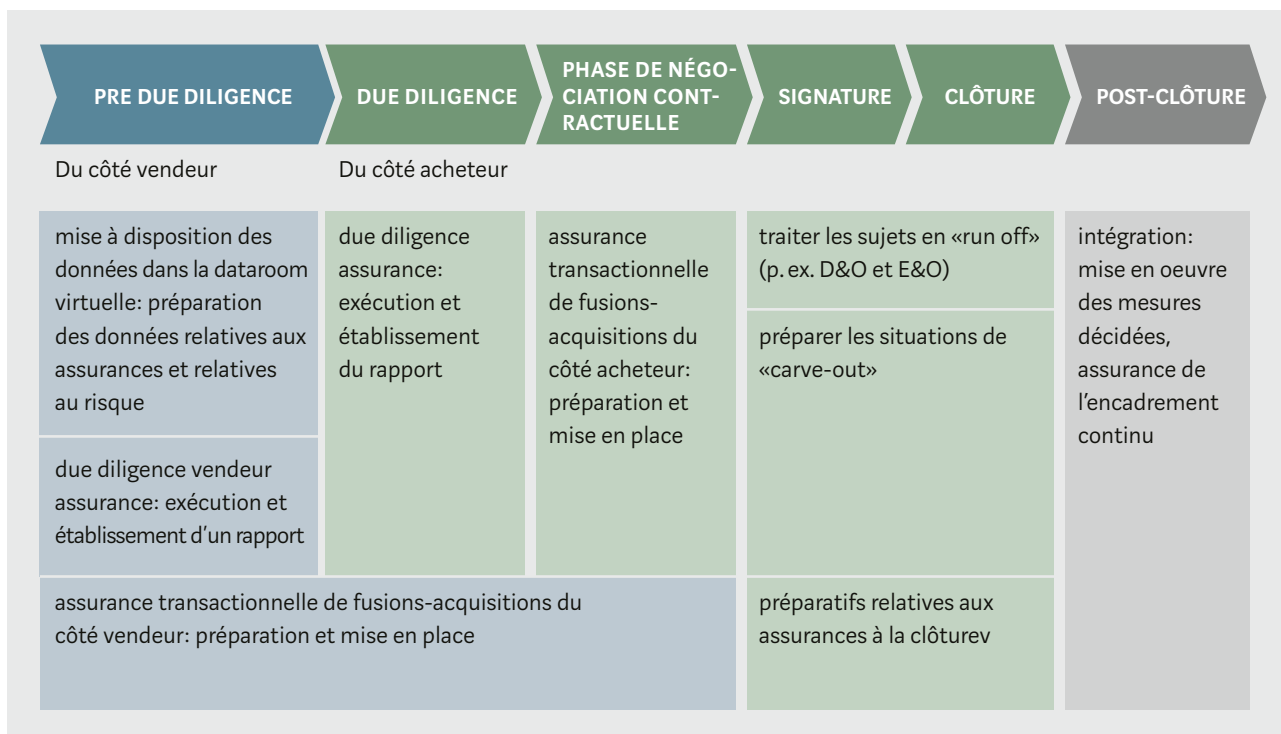 PRE DUE DILIGENCE
DUE DILIGENCE
PHASE DE NÉGO-
CIATION CONT-
RACTUELLE
SIGNATURE
CLÔTURE
POST-CLÔTURE
Du côté vendeur
Du côté acheteur
mise à disposition des
données dans la dataroom
virtuelle: préparation
des données relatives aux
assurances et relatives
au risque
due diligence vendeur
assurance: exécution et
établissement d'un rapport
due diligence
assurance:
exécution et
établissement
du rapport
assurance
transactionnelle
de fusions-
acquisitions du
côté acheteur:
préparation et
mise en place
assurance transactionnelle de fusions-acquisitions du
côté vendeur: préparation et mise en place
traiter les sujets en «run off»
(p. ex. D&O et E&O)
préparer les situations de
«carve-out»
préparatifs relatives aux
assurances à la clôturev
intégration:
mise en oeuvre
des mesures
décidées,
assurance de
l'encadrement
continu